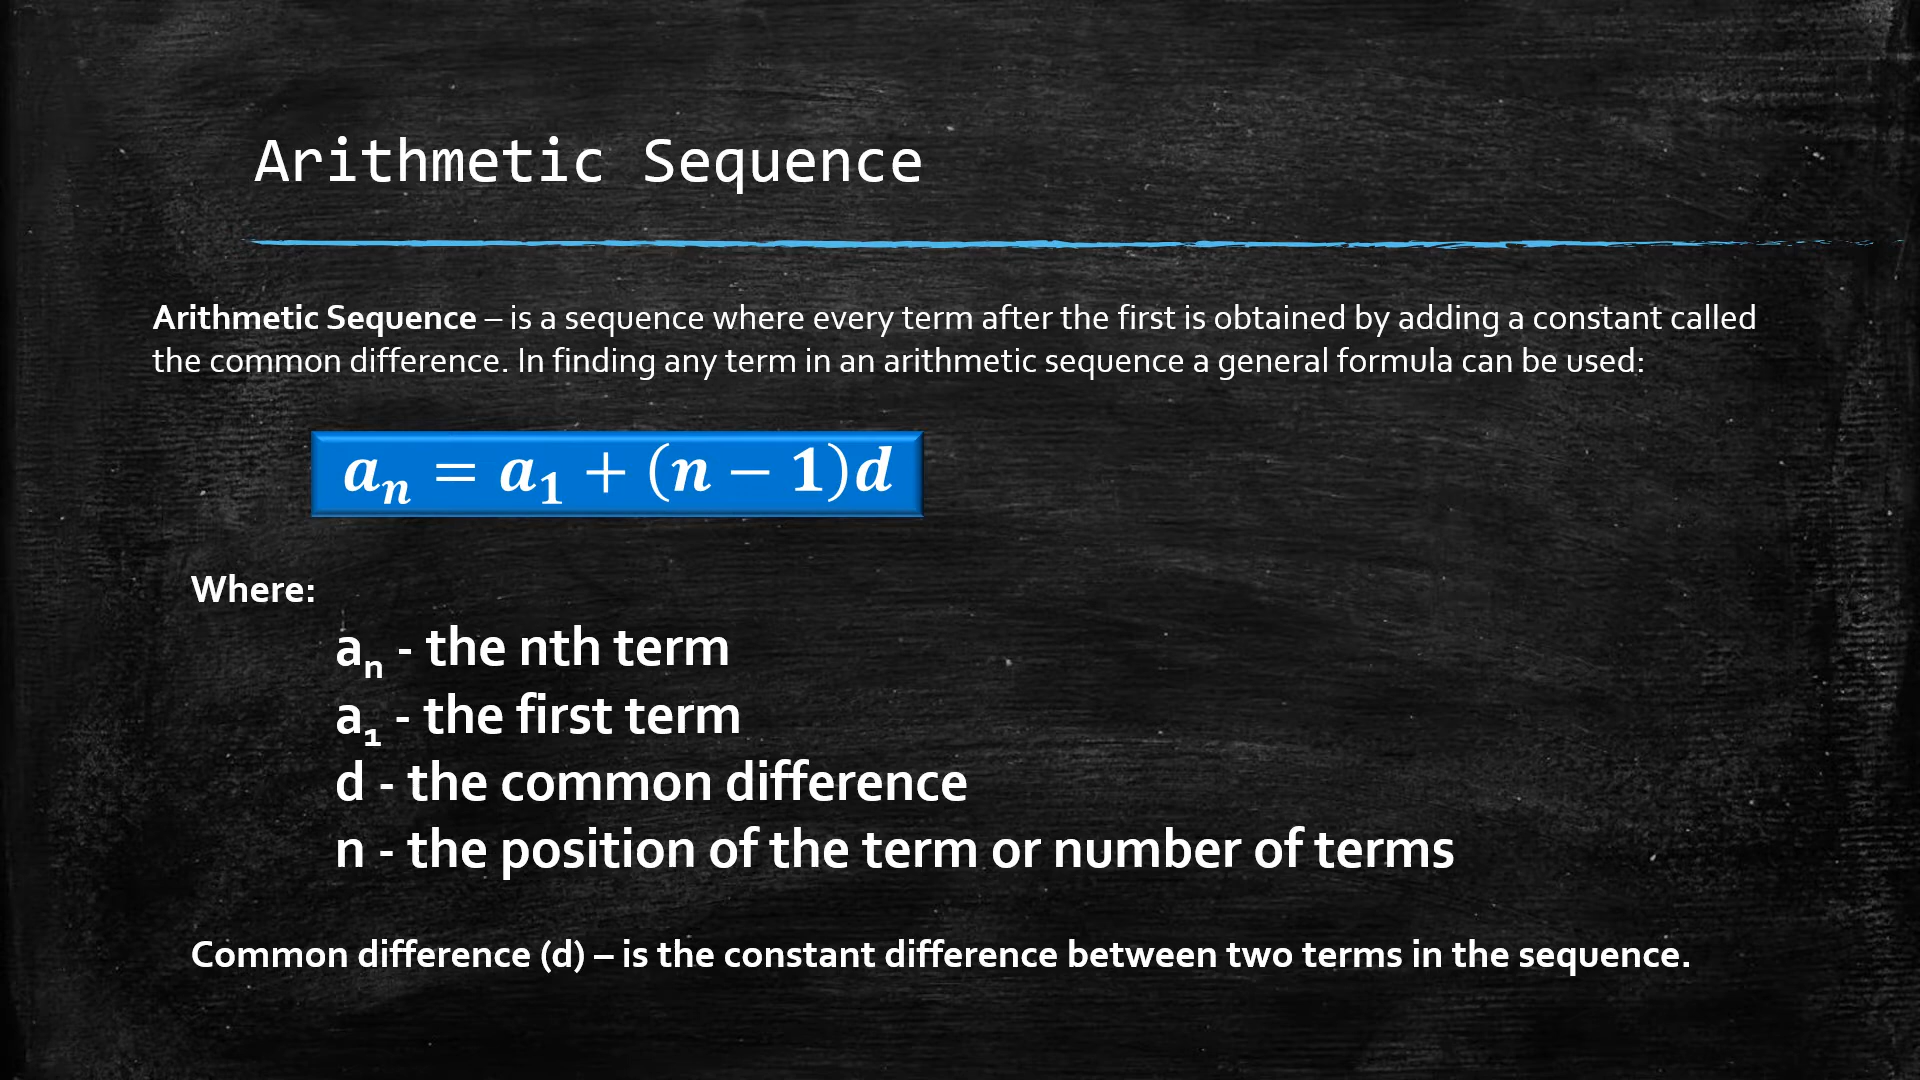 Arithmetic Sequence
Arithmetic Sequence – is a sequence where every term after the first is obtained by adding a constant called
the common difference. In finding any term in an arithmetic sequence a general formula can be used:
aₙ = a₁ + (n − 1)d
Where:
aₙ - the nth term
a₁ - the first term
d - the common difference
n - the position of the term or number of terms
Common difference (d) – is the constant difference between two terms in the sequence.